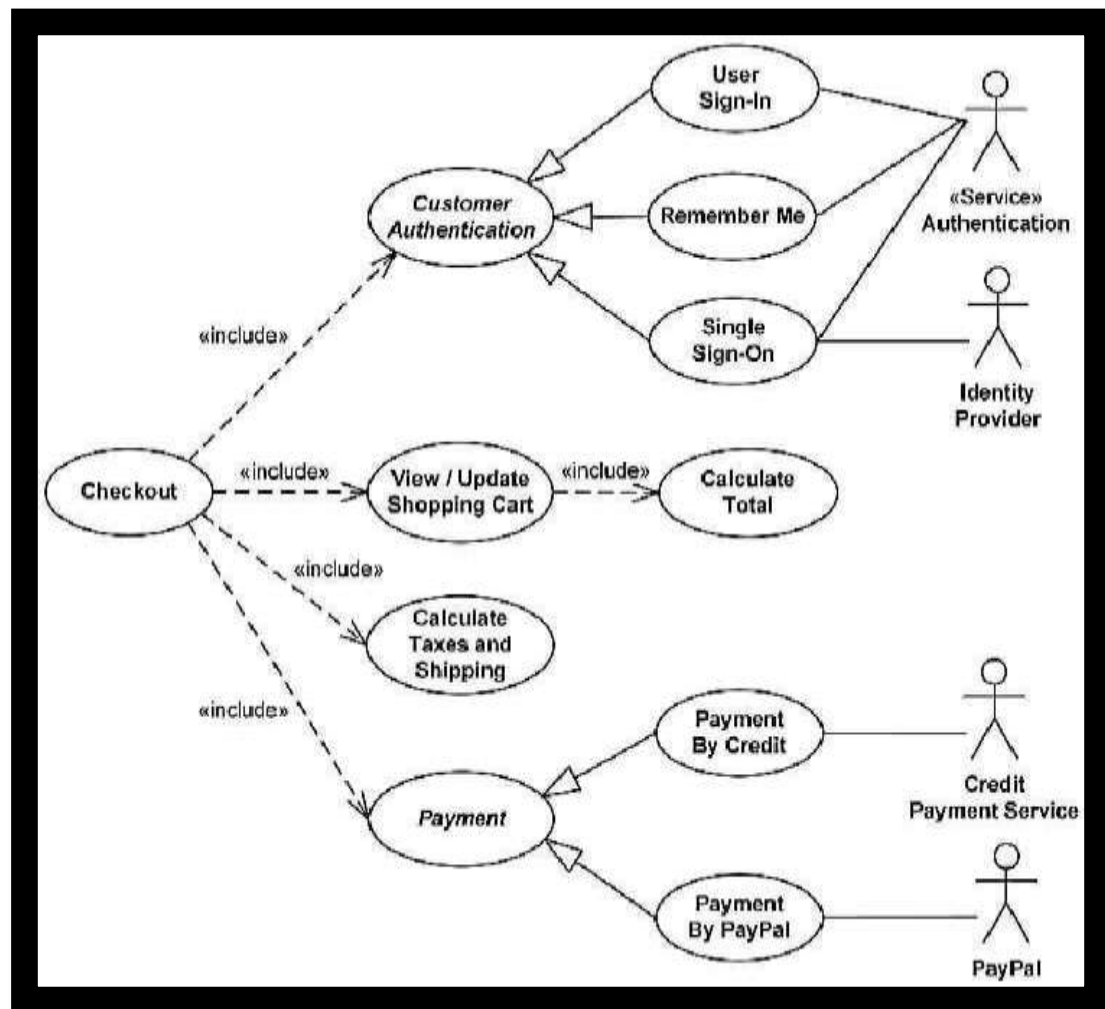 User
Sign-In
«Service»
Authentication
Customer
Authentication
Remember Me
Single
Sign-On
Identity
Provider
«include»
Checkout
«include»
View / Update
Shopping Cart
«include»
Calculate
Total
«include»
Calculate
Taxes and
Shipping
«include»
Payment
By Credit
Credit
Payment Service
Payment
Payment
By PayPal
PayPal